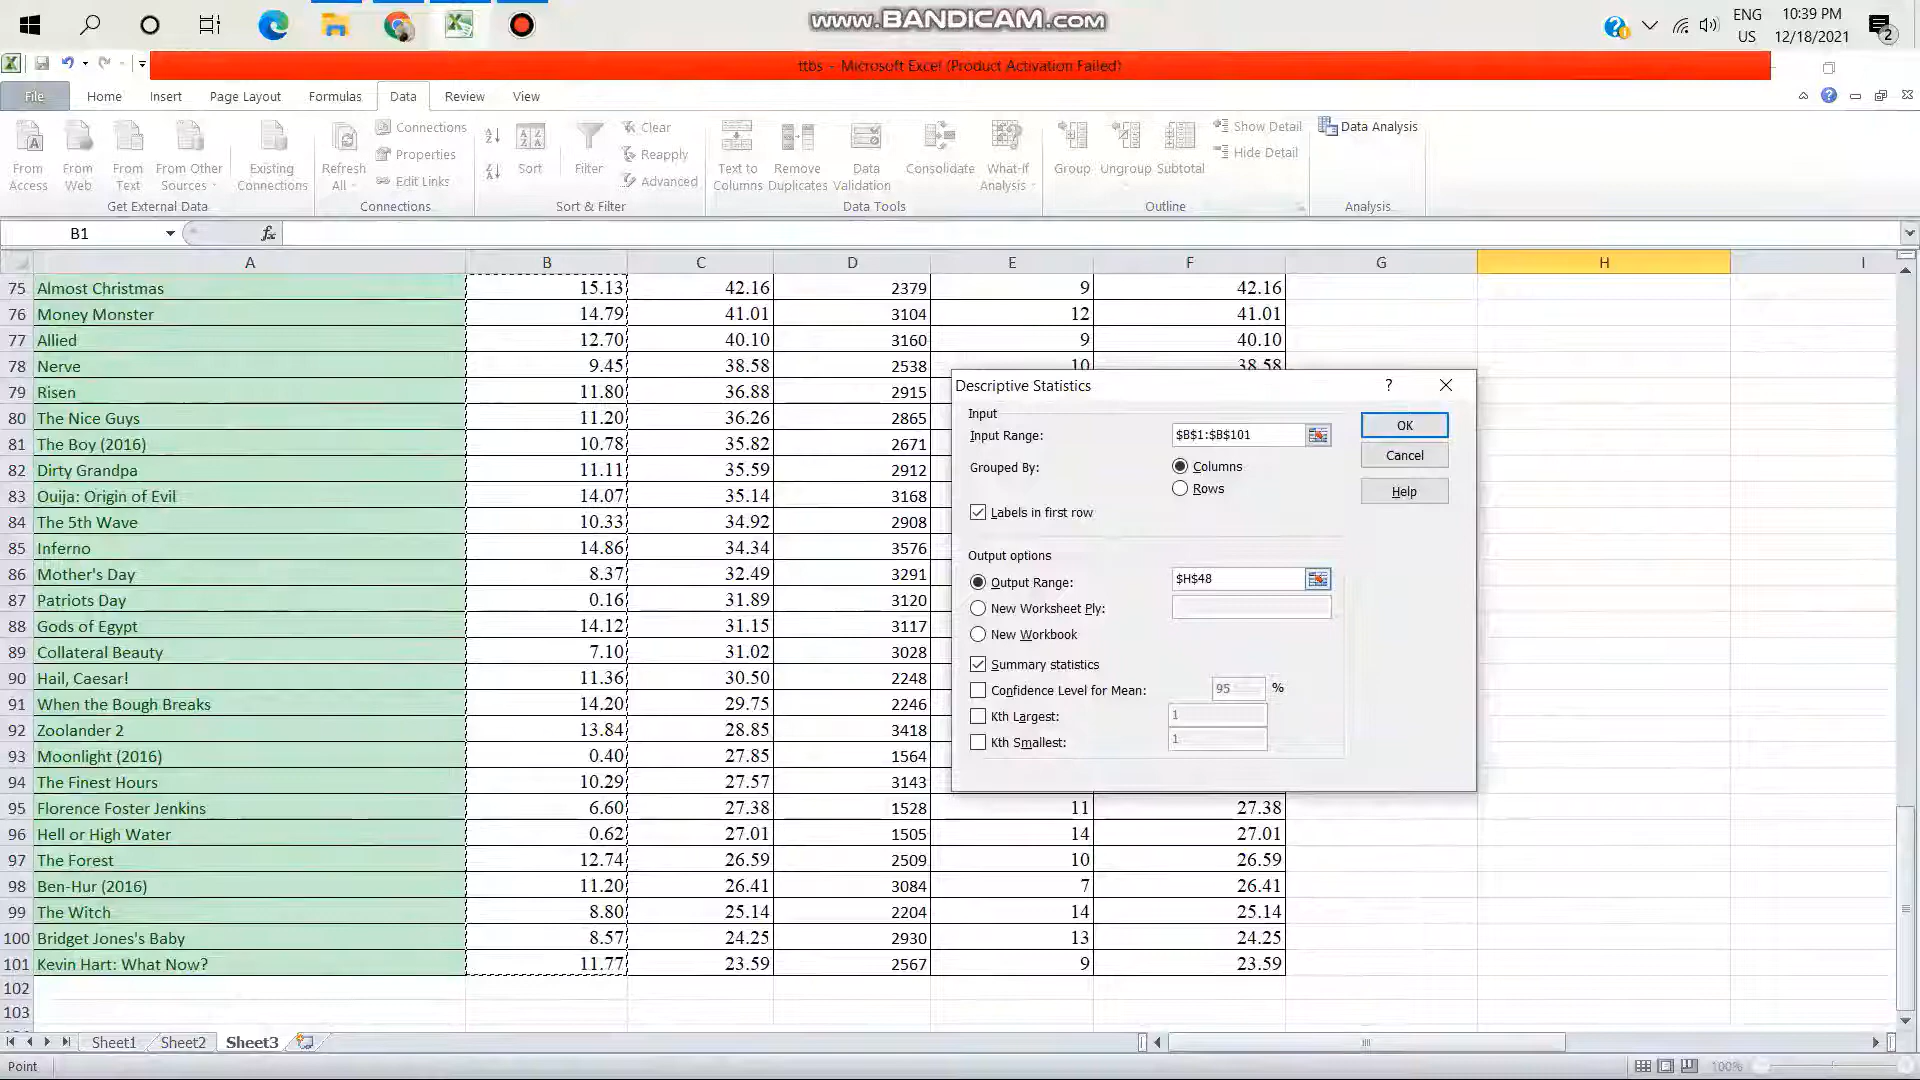 www.BANDICAM.com
ENG
US
10:39 PM
12/18/2021
2
ttbs - Microsoft Excel (Product Activation Failed)
File Home Insert Page Layout Formulas Data Review View
From Access
From Web
From Text
From Other Sources
Existing Connections
Get External Data
Refresh All
Connections
Properties
Edit Links
Connections
Sort
Filter
Clear
Reapply
Advanced
Sort & Filter
Text to Columns
Remove Duplicates
Data Validation
Consolidate
What-If Analysis
Data Tools
Group
Ungroup
Subtotal
Show Detail
Hide Detail
Outline
Data Analysis
Analysis
B1 fx
A B C D E F G H I
75 Almost Christmas 15.13 42.16 2379 9 42.16
76 Money Monster 14.79 41.01 3104 12 41.01
77 Allied 12.70 40.10 3160 9 40.10
78 Nerve 9.45 38.58 2538 10 38.58
79 Risen 11.80 36.88 2915
80 The Nice Guys 11.20 36.26 2865
81 The Boy (2016) 10.78 35.82 2671
82 Dirty Grandpa 11.11 35.59 2912
83 Ouija: Origin of Evil 14.07 35.14 3168
84 The 5th Wave 10.33 34.92 2908
85 Inferno 14.86 34.34 3576
86 Mother's Day 8.37 32.49 3291
87 Patriots Day 0.16 31.89 3120
88 Gods of Egypt 14.12 31.15 3117
89 Collateral Beauty 7.10 31.02 3028
90 Hail, Caesar! 11.36 30.50 2248
91 When the Bough Breaks 14.20 29.75 2246
92 Zoolander 2 13.84 28.85 3418
93 Moonlight (2016) 0.40 27.85 1564
94 The Finest Hours 10.29 27.57 3143
95 Florence Foster Jenkins 6.60 27.38 1528 11 27.38
96 Hell or High Water 0.62 27.01 1505 14 27.01
97 The Forest 12.74 26.59 2509 10 26.59
98 Ben-Hur (2016) 11.20 26.41 3084 7 26.41
99 The Witch 8.80 25.14 2204 14 25.14
100 Bridget Jones's Baby 8.57 24.25 2930 13 24.25
101 Kevin Hart: What Now? 11.77 23.59 2567 9 23.59
102
103
Descriptive Statistics ?
Input
Input Range: $B$1:$B$101
Grouped By: Columns
Rows
Labels in first row
OK
Cancel
Help
Output options
Output Range: $H$48
New Worksheet Ply:
New Workbook
Summary statistics
Confidence Level for Mean: 95 %
Kth Largest: 1
Kth Smallest: 1
Sheet1 Sheet2 Sheet3
Point
100%